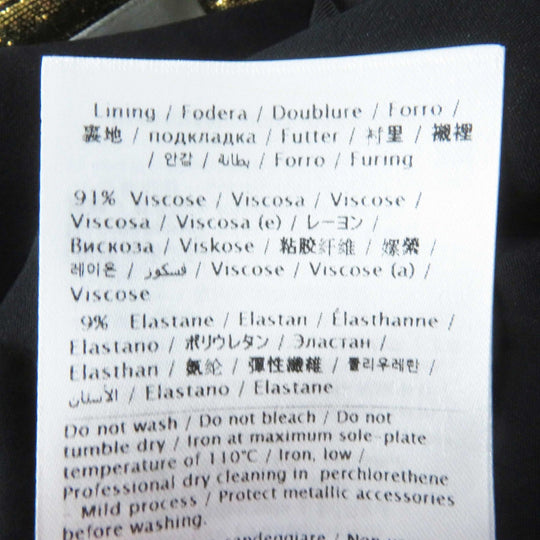 Lining / Fodera / Doublure / Forro /
裏地 / подкладка / Futter / 衬里 / 襯裡
/ 안감 / بطانة / Forro / Furing
91% Viscose / Viscosa / Viscose /
Viscosa / Viscosa (e) / レーヨン /
Вискоза / Viskose / 粘胶纤维 / 嫘縈 /
레이온 / فسكوز / Viscose / Viscose (a) /
Viscose
9% Elastane / Elastan / Élasthanne /
Elastano / ポリウレタン / Эластан /
Elasthan / 氨纶 / 彈性纖維 / 폴리우레탄 /
الأستان / Elastano / Elastane
Do not wash / Do not bleach / Do not
tumble dry / Iron at maximum sole-plate
temperature of 110°C / Iron, low /
Professional dry cleaning in perchlorethene
Mild process / Protect metallic accessories
before washing.
candeggiare / Non